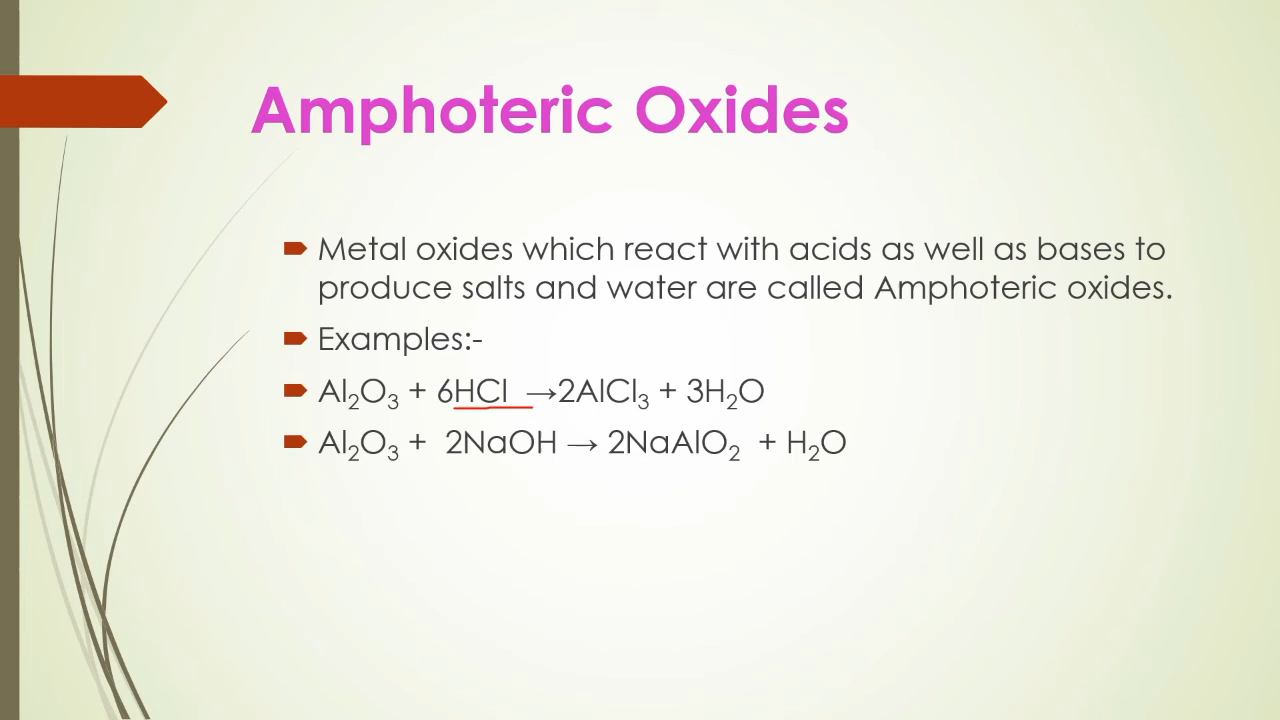 Amphoteric Oxides
Metal oxides which react with acids as well as bases to
produce salts and water are called Amphoteric oxides.
Examples:-
Al₂O₃ + 6HCl →2AlCl₃ + 3H₂O
Al₂O₃ + 2NaOH → 2NaAlO₂ + H₂O